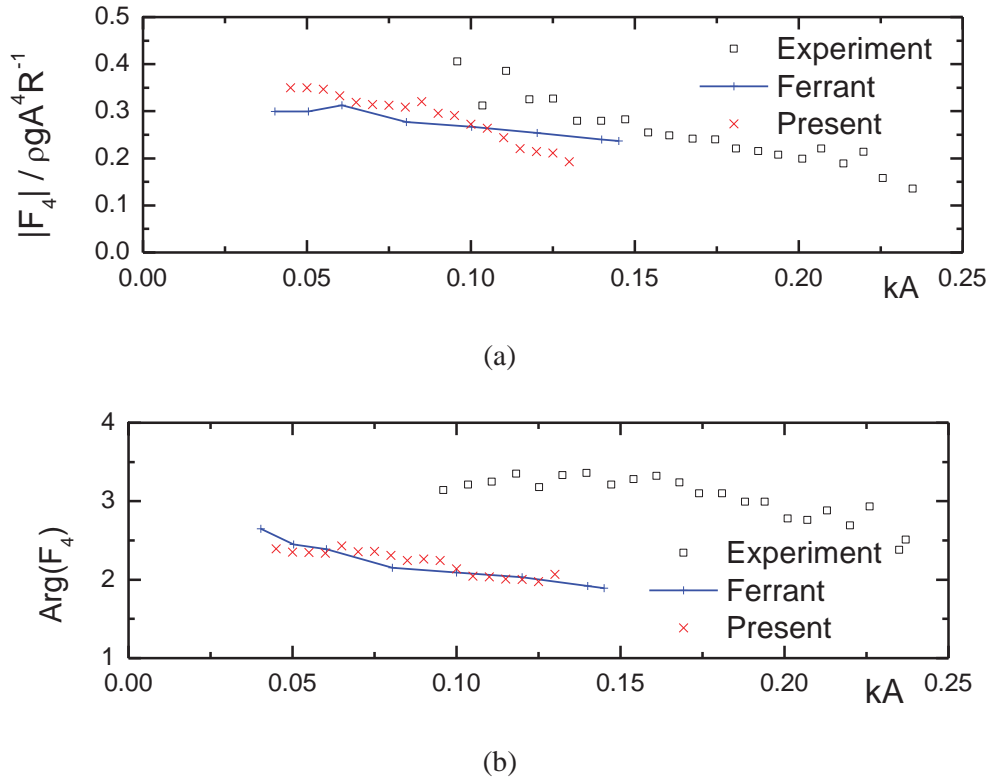 0.5
0.4
0.3
0.2
0.1
0.0
|F₄| / ρgA⁴R⁻¹
Experiment
Ferrant
Present
0.00 0.05 0.10 0.15 0.20 0.25
kA
(a)
4
3
2
1
Arg(F₄)
Experiment
Ferrant
Present
0.00 0.05 0.10 0.15 0.20 0.25
kA
(b)